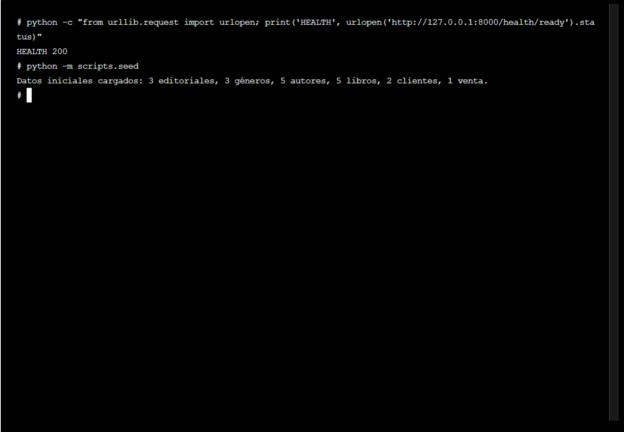 # python -c "from urllib.request import urlopen; print('HEALTH', urlopen('http://127.0.0.1:8000/health/ready').sta
tus)"
HEALTH 200
# python -m scripts.seed
Datos iniciales cargados: 3 editoriales, 3 géneros, 5 autores, 5 libros, 2 clientes, 1 venta.
#